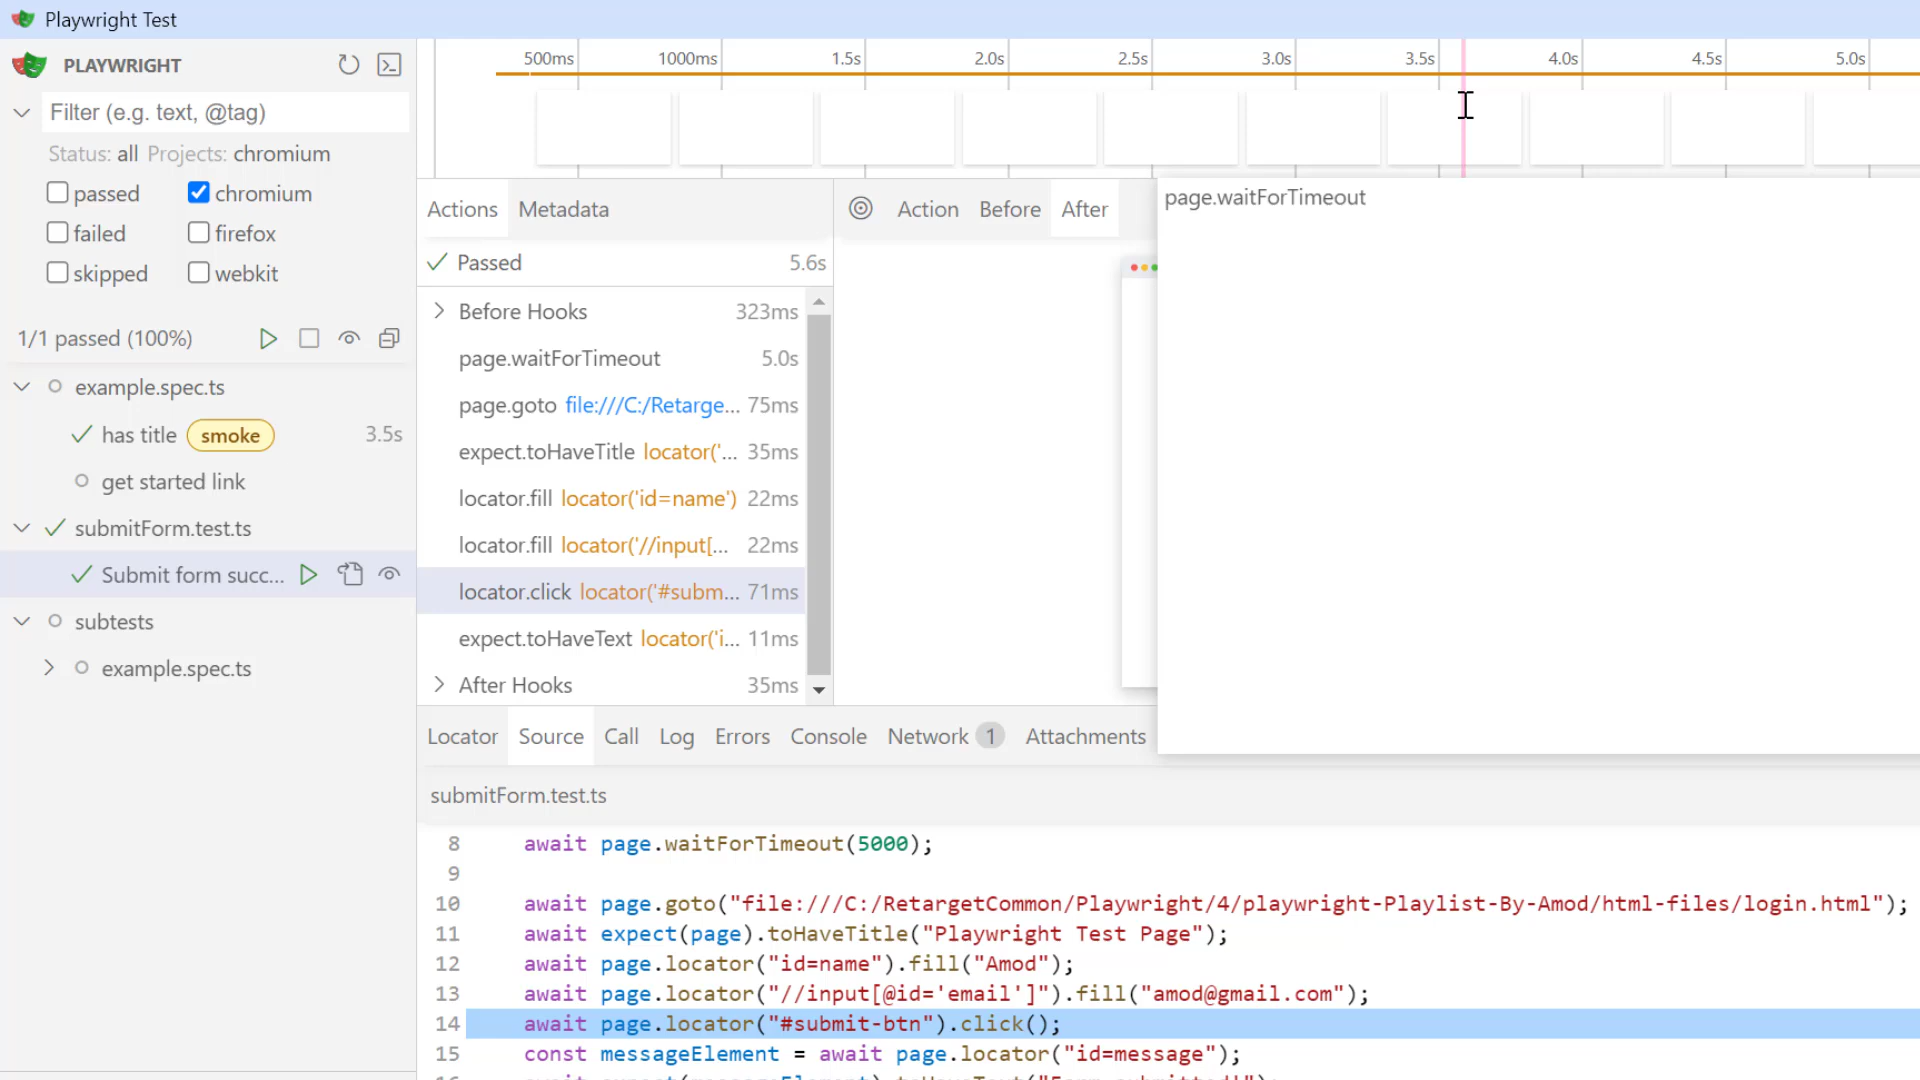 Playwright Test
PLAYWRIGHT
Filter (e.g. text, @tag)
Status: all Projects: chromium
passed chromium
failed firefox
skipped webkit
1/1 passed (100%)
example.spec.ts
has title smoke 3.5s
get started link
submitForm.test.ts
Submit form succ...
subtests
example.spec.ts
500ms 1000ms 1.5s 2.0s 2.5s 3.0s 3.5s 4.0s 4.5s 5.0s
Actions Metadata
Passed 5.6s
Before Hooks 323ms
page.waitForTimeout 5.0s
page.goto file:///C:/Retarge... 75ms
expect.toHaveTitle locator('... 35ms
locator.fill locator('id=name') 22ms
locator.fill locator('//input[... 22ms
locator.click locator('#subm... 71ms
expect.toHaveText locator('i... 11ms
After Hooks 35ms
Action Before After
page.waitForTimeout
Locator Source Call Log Errors Console Network 1 Attachments
submitForm.test.ts
8 await page.waitForTimeout(5000);
9
10 await page.goto("file:///C:/RetargetCommon/Playwright/4/playwright-Playlist-By-Amod/html-files/login.html");
11 await expect(page).toHaveTitle("Playwright Test Page");
12 await page.locator("id=name").fill("Amod");
13 await page.locator("//input[@id='email']").fill("amod@gmail.com");
14 await page.locator("#submit-btn").click();
15 const messageElement = await page.locator("id=message");